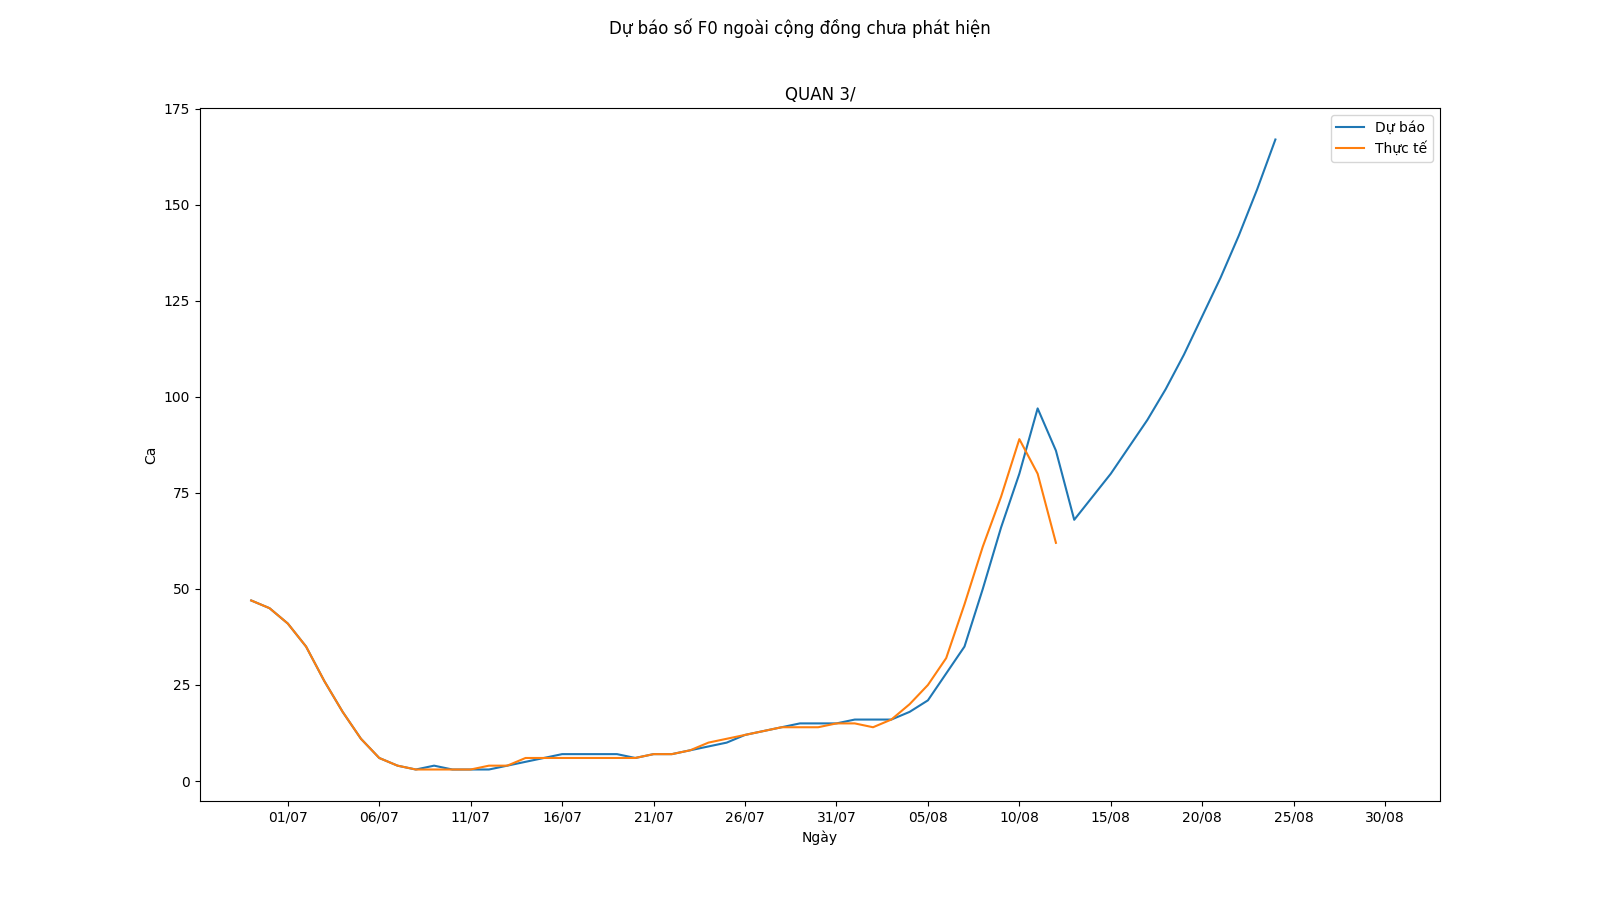 Dự báo số F0 ngoài cộng đồng chưa phát hiện
QUAN 3/
175
150
125
100
75
50
25
0
Ca
Dự báo
Thực tế
01/07 06/07 11/07 16/07 21/07 26/07 31/07 05/08 10/08 15/08 20/08 25/08 30/08
Ngày